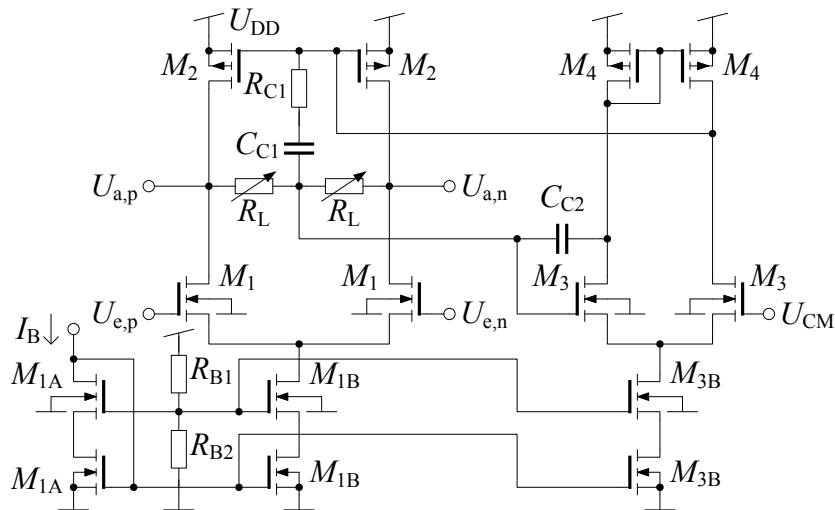 U_DD
M_2
R_C1
M_2
M_4
M_4
C_C1
U_a,p
R_L
R_L
U_a,n
C_C2
M_1
M_1
M_3
M_3
U_e,p
U_e,n
U_CM
I_B
M_1A
R_B1
M_1B
M_3B
R_B2
M_1A
M_1B
M_3B